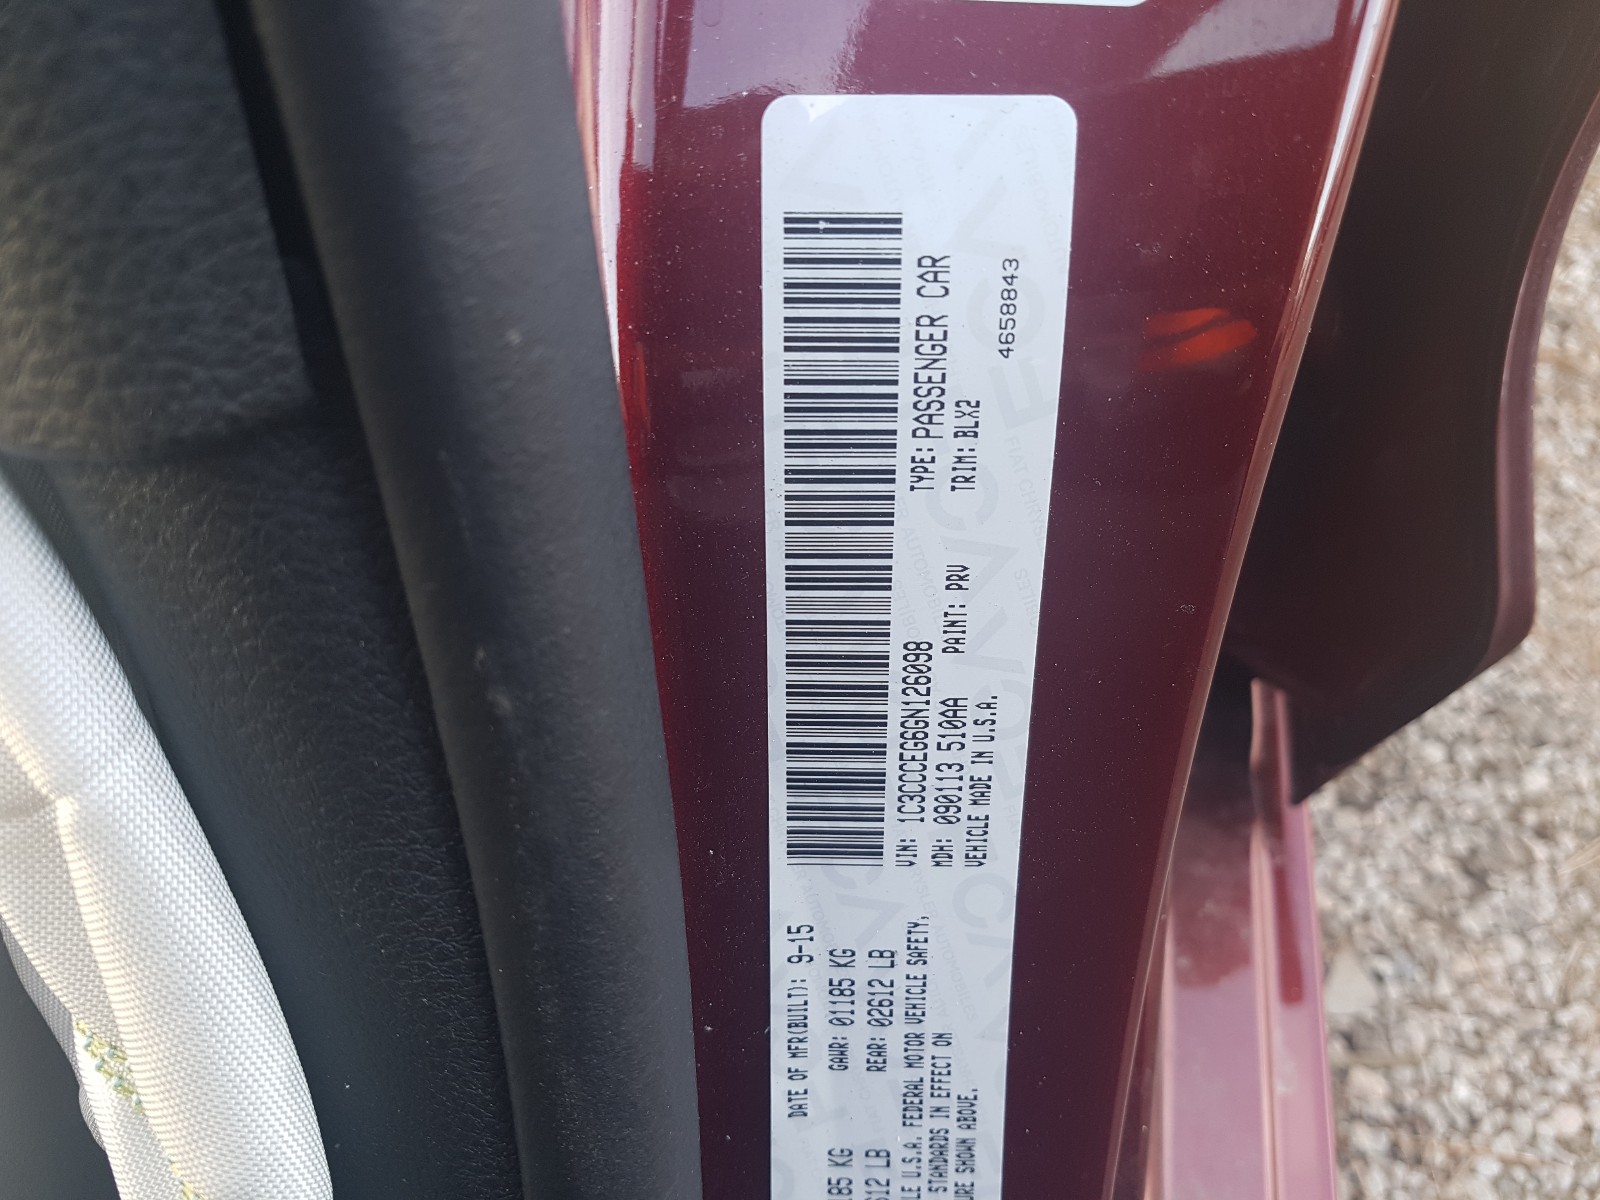 DATE OF MFR(BUILT): 9-15
85 KG GAWR: 01185 KG
612 LB REAR: 02612 LB
LE U.S.A. FEDERAL MOTOR VEHICLE SAFETY,
STANDARDS IN EFFECT ON
URE SHOWN ABOVE.
VIN: 1C3CCCEG6GN126098 TYPE: PASSENGER CAR
MDH: 090113 510AA PAINT: PRV TRIM: BLX2
VEHICLE MADE IN U.S.A.
4658843